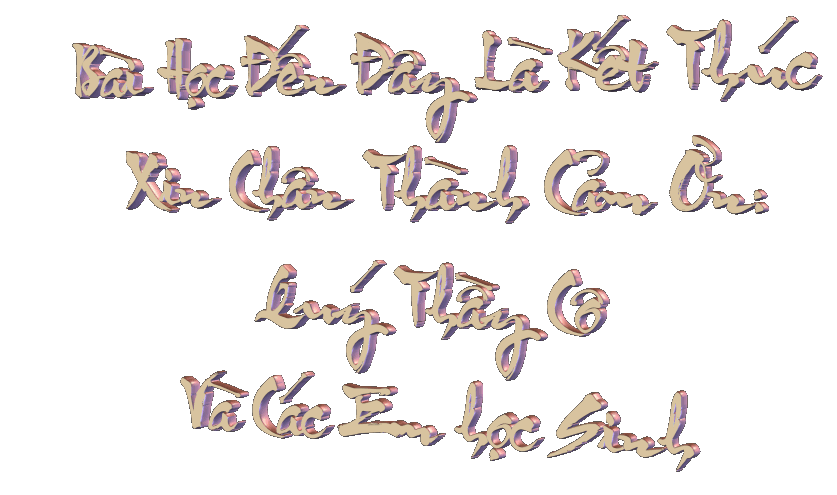 Bài Học Đến Đây Là Kết Thúc
Xin Chân Thành Cảm Ơn:
Quý Thầy Cô
Và Các Em học Sinh